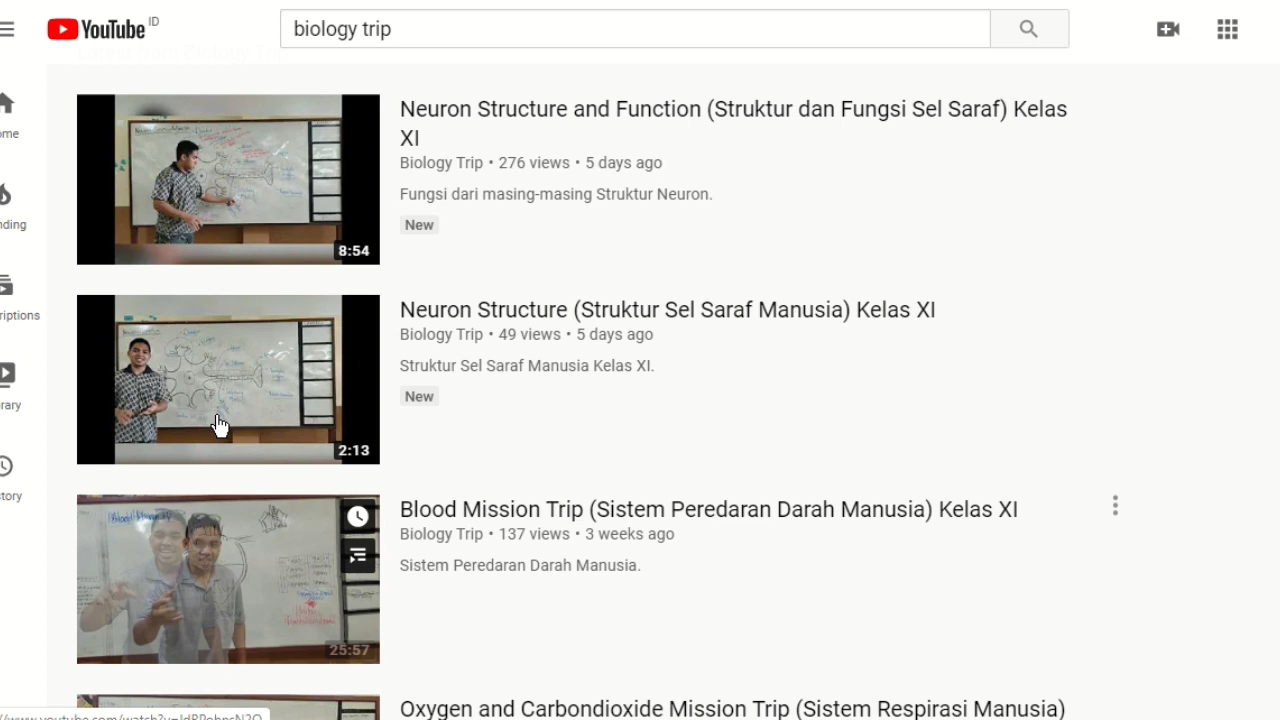 YouTube ID
biology trip
ome
Neuron Structure and Function (Struktur dan Fungsi Sel Saraf) Kelas
XI
Biology Trip • 276 views • 5 days ago
nding
Fungsi dari masing-masing Struktur Neuron.
New
8:54
riptions
Neuron Structure (Struktur Sel Saraf Manusia) Kelas XI
Biology Trip • 49 views • 5 days ago
Struktur Sel Saraf Manusia Kelas XI.
rary
New
2:13
story
Blood Mission Trip (Sistem Peredaran Darah Manusia) Kelas XI
Biology Trip • 137 views • 3 weeks ago
Sistem Peredaran Darah Manusia.
25:57
Oxygen and Carbondioxide Mission Trip (Sistem Respirasi Manusia)